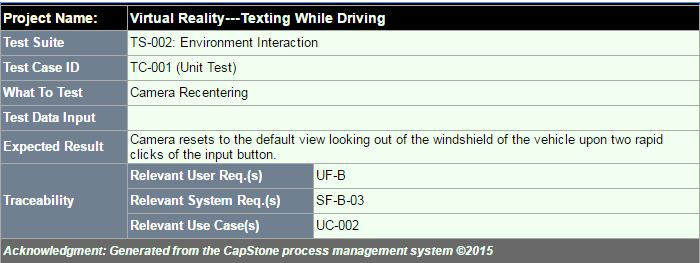 Project Name: Virtual Reality---Texting While Driving
Test Suite TS-002: Environment Interaction
Test Case ID TC-001 (Unit Test)
What To Test Camera Recentering
Test Data Input
Expected Result Camera resets to the default view looking out of the windshield of the vehicle upon two rapid
clicks of the input button.
Traceability
Relevant User Req.(s) UF-B
Relevant System Req.(s) SF-B-03
Relevant Use Case(s) UC-002
Acknowledgment: Generated from the CapStone process management system ©2015